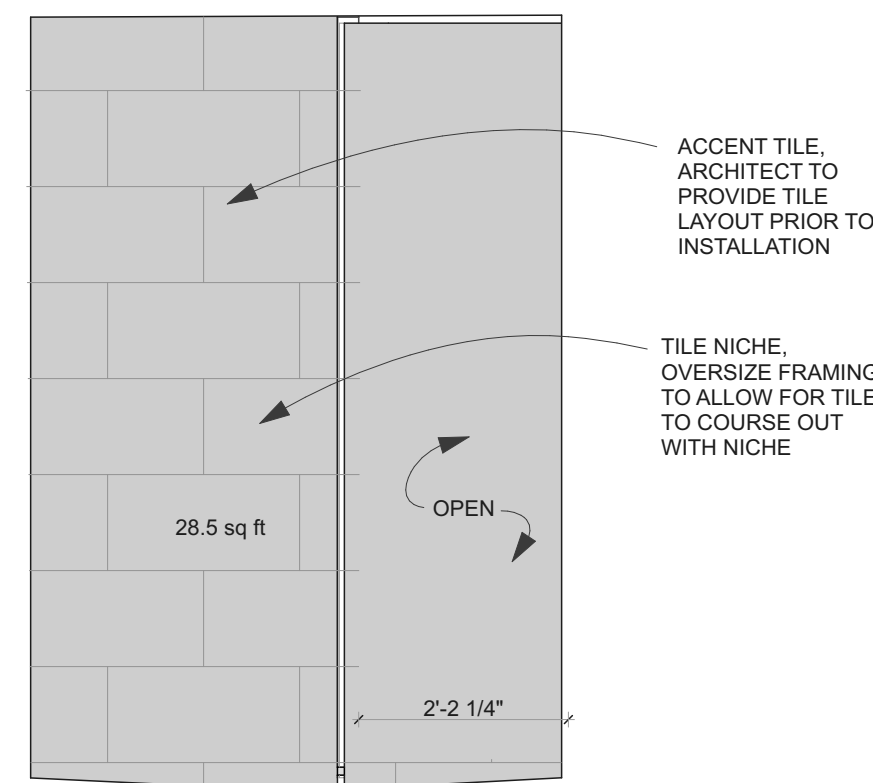 ACCENT TILE,
ARCHITECT TO
PROVIDE TILE
LAYOUT PRIOR TO
INSTALLATION
TILE NICHE,
OVERSIZE FRAMING
TO ALLOW FOR TILE
TO COURSE OUT
WITH NICHE
OPEN
28.5 sq ft
2'-2 1/4"